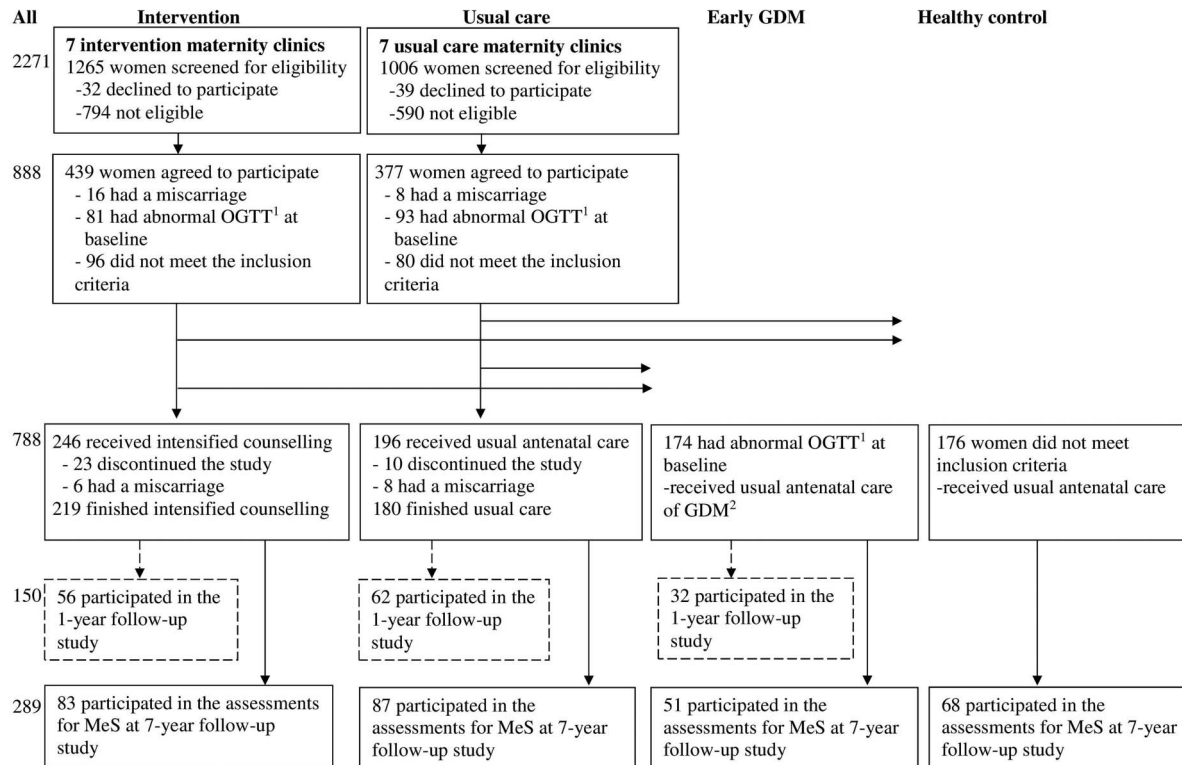 All Intervention Usual care Early GDM Healthy control
2271
7 intervention maternity clinics
1265 women screened for eligibility
-32 declined to participate
-794 not eligible
7 usual care maternity clinics
1006 women screened for eligibility
-39 declined to participate
-590 not eligible
888
439 women agreed to participate
- 16 had a miscarriage
- 81 had abnormal OGTT¹ at
baseline
- 96 did not meet the inclusion
criteria
377 women agreed to participate
- 8 had a miscarriage
- 93 had abnormal OGTT¹ at
baseline
- 80 did not meet the inclusion
criteria
788
246 received intensified counselling
- 23 discontinued the study
- 6 had a miscarriage
219 finished intensified counselling
196 received usual antenatal care
- 10 discontinued the study
- 8 had a miscarriage
180 finished usual care
174 had abnormal OGTT¹ at
baseline
-received usual antenatal care
of GDM²
176 women did not meet
inclusion criteria
-received usual antenatal care
150
56 participated in the
1-year follow-up
study
62 participated in the
1-year follow-up
study
32 participated in the
1-year follow-up
study
289
83 participated in the assessments
for MeS at 7-year follow-up
study
87 participated in the
assessments for MeS at 7-year
follow-up study
51 participated in the
assessments for MeS at 7-year
follow-up study
68 participated in the
assessments for MeS at 7-year
follow-up study